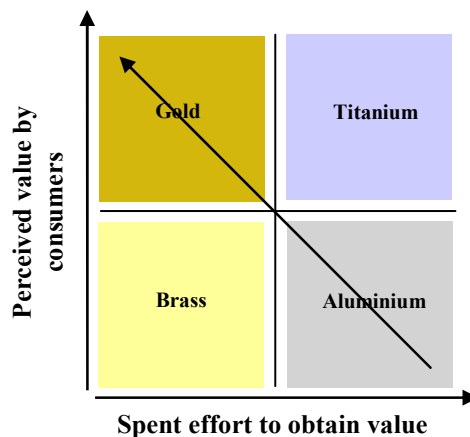 Perceived value by
consumers
Gold
Titanium
Brass
Aluminium
Spent effort to obtain value